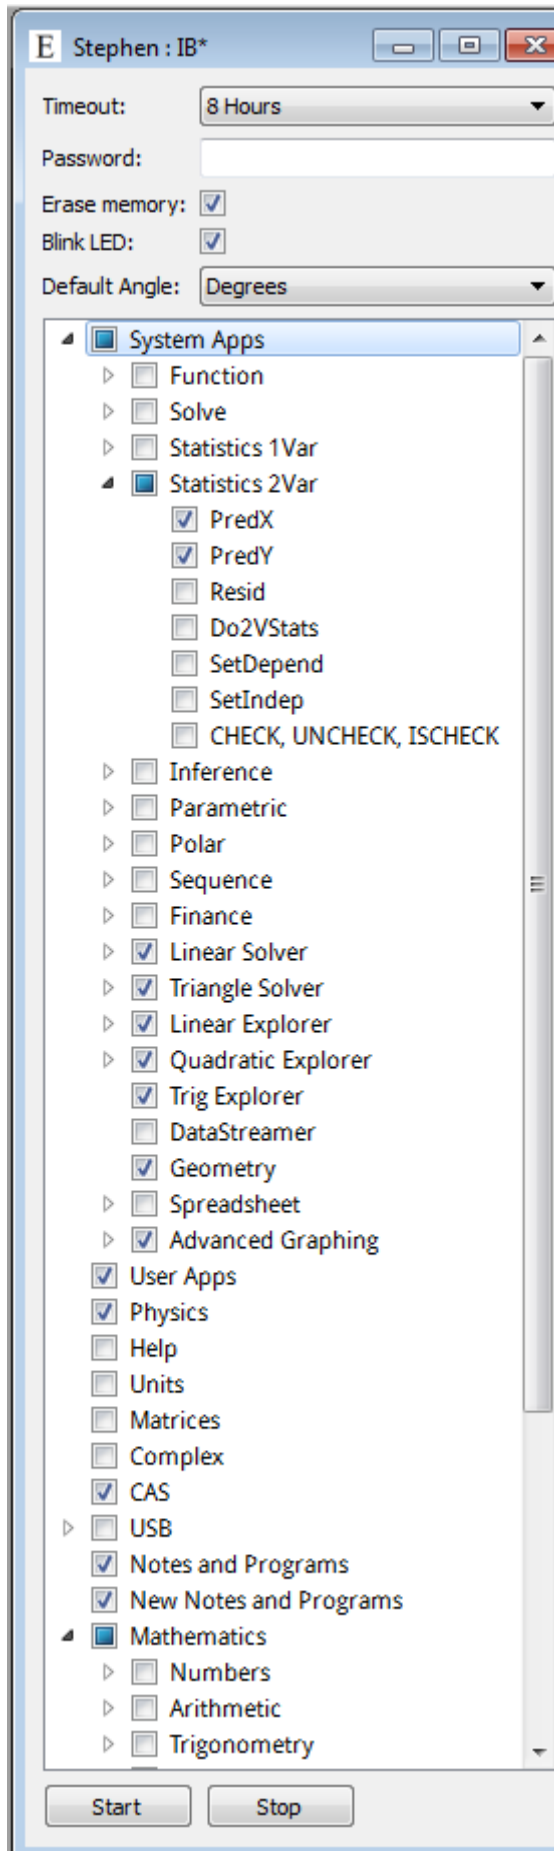 E Stephen : IB*
Timeout: 8 Hours
Password:
Erase memory:
Blink LED:
Default Angle: Degrees
System Apps
Function
Solve
Statistics 1Var
Statistics 2Var
PredX
PredY
Resid
Do2VStats
SetDepend
SetIndep
CHECK, UNCHECK, ISCHECK
Inference
Parametric
Polar
Sequence
Finance
Linear Solver
Triangle Solver
Linear Explorer
Quadratic Explorer
Trig Explorer
DataStreamer
Geometry
Spreadsheet
Advanced Graphing
User Apps
Physics
Help
Units
Matrices
Complex
CAS
USB
Notes and Programs
New Notes and Programs
Mathematics
Numbers
Arithmetic
Trigonometry
Start Stop